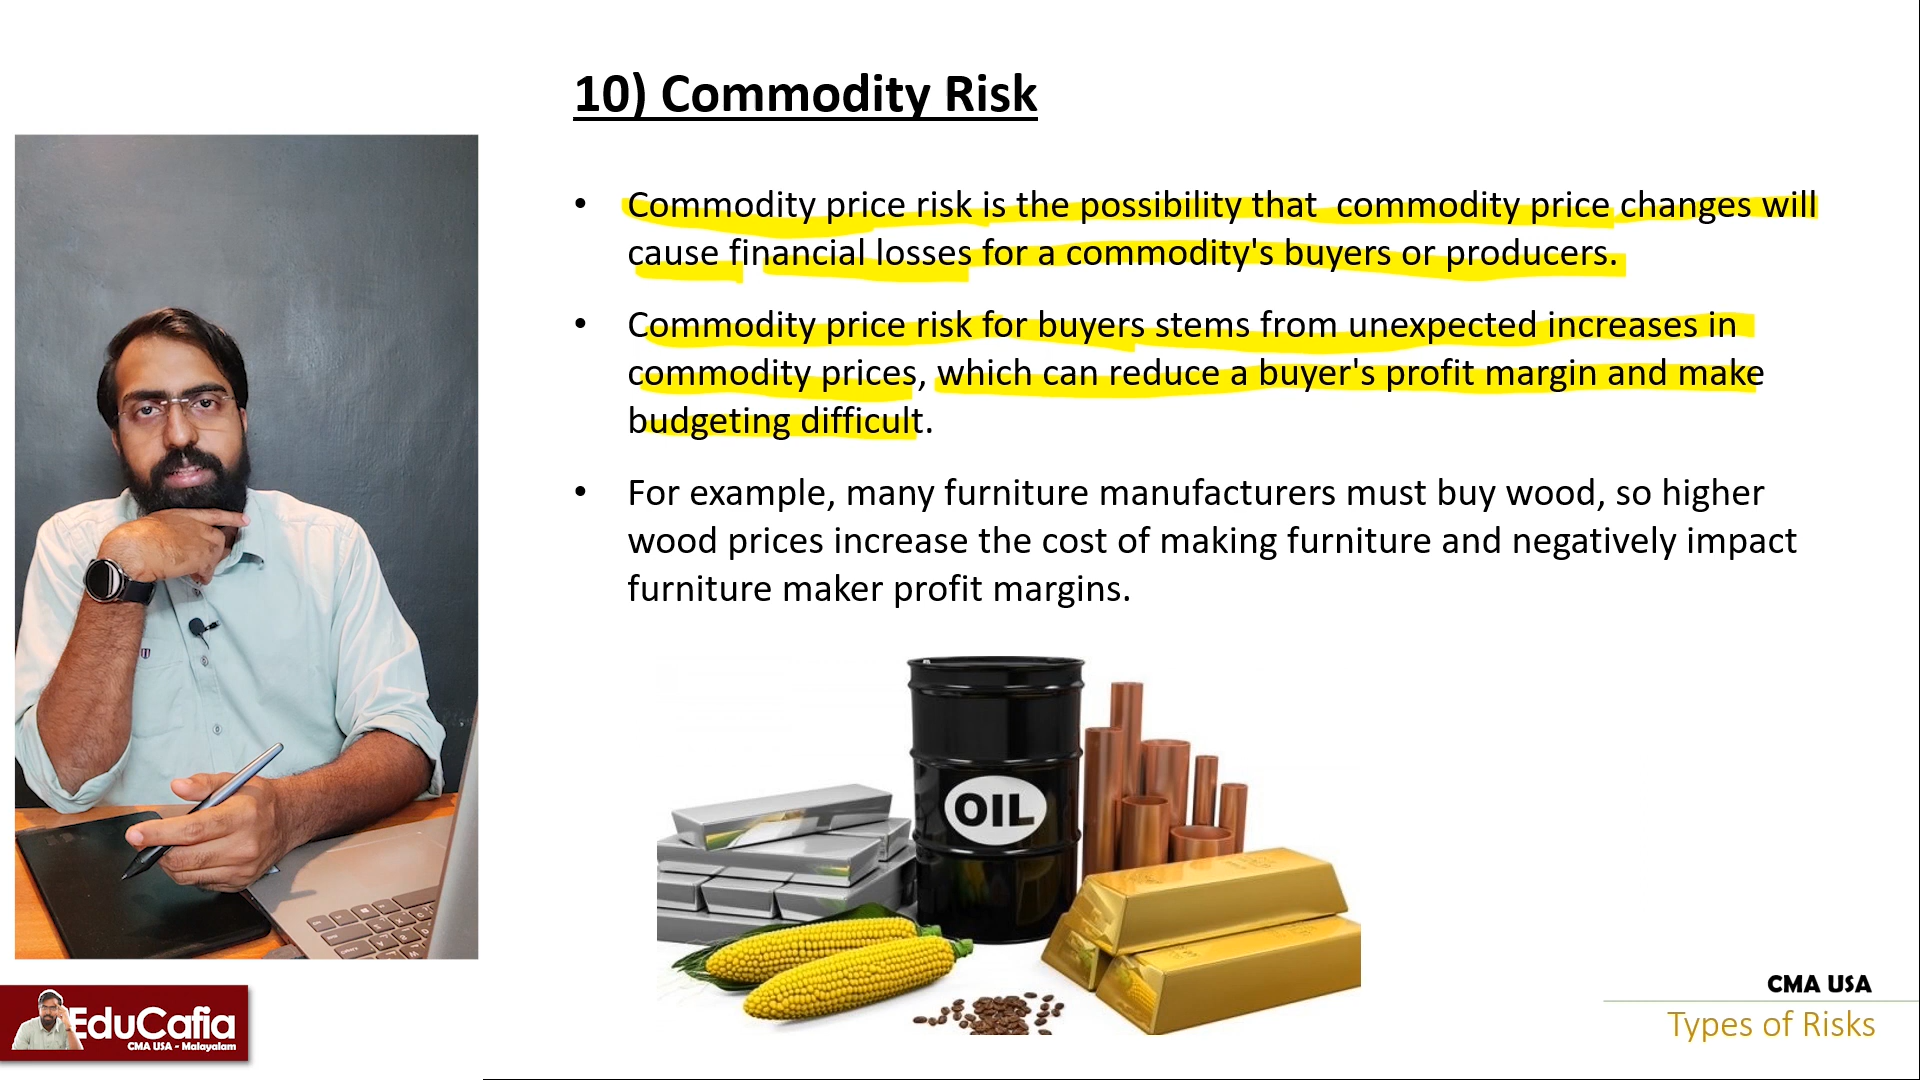 10) Commodity Risk
• Commodity price risk is the possibility that  commodity price changes will
cause financial losses for a commodity's buyers or producers.
• Commodity price risk for buyers stems from unexpected increases in
commodity prices, which can reduce a buyer's profit margin and make
budgeting difficult.
• For example, many furniture manufacturers must buy wood, so higher
wood prices increase the cost of making furniture and negatively impact
furniture maker profit margins.
OIL
EduCafia
CMA USA - Malayalam
CMA USA
Types of Risks